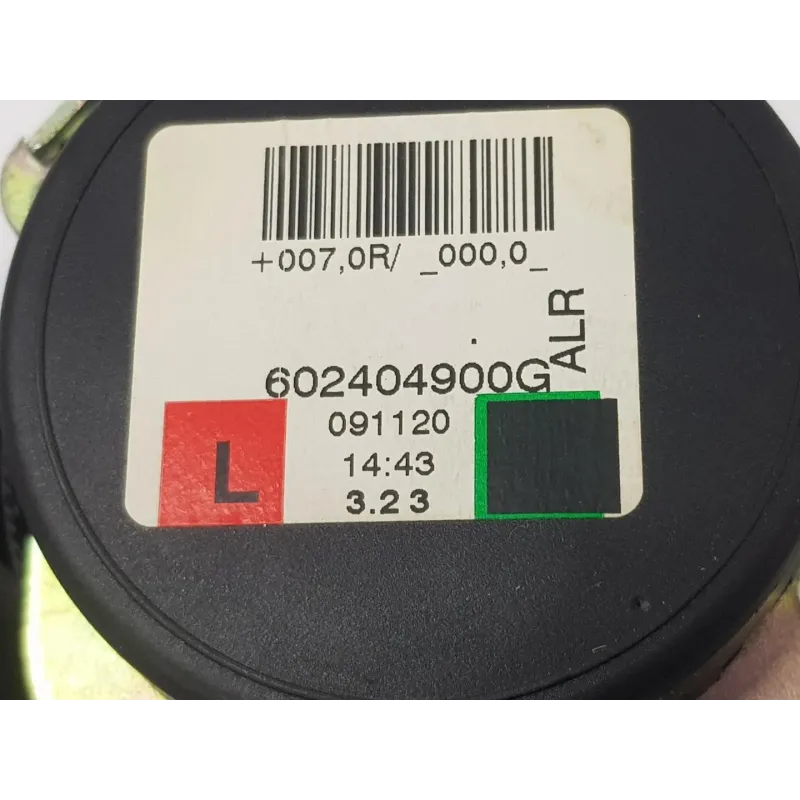 +007,0R/ _000,0_
ALR
602404900G
091120
14:43
3.23
L